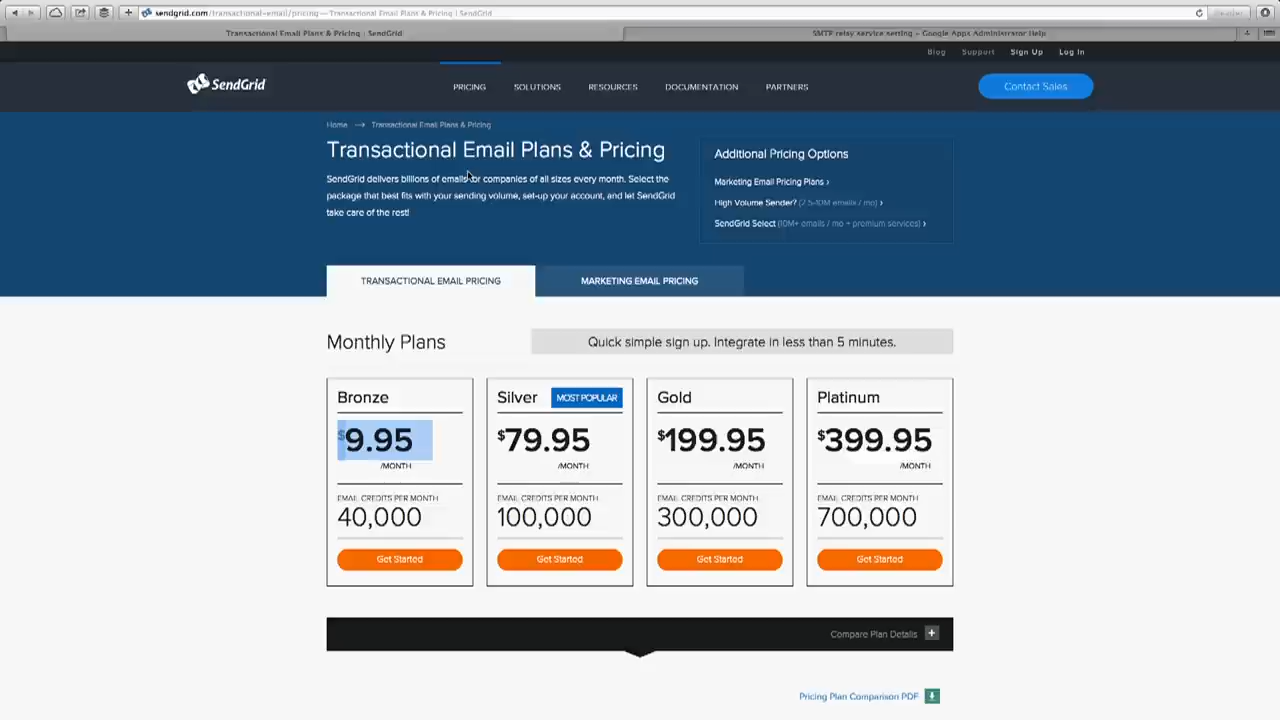 sendgrid.com/transactional-email/pricing — Transactional Email Plans & Pricing | SendGrid
Reader
Transactional Email Plans & Pricing | SendGrid
SMTP relay service setting - Google Apps Administrator Help
Blog Support Sign Up Log In
SendGrid
PRICING SOLUTIONS RESOURCES DOCUMENTATION PARTNERS
Contact Sales
Home → Transactional Email Plans & Pricing
Transactional Email Plans & Pricing
SendGrid delivers billions of emails for companies of all sizes every month. Select the
package that best fits with your sending volume, set-up your account, and let SendGrid
take care of the rest!
Additional Pricing Options
Marketing Email Pricing Plans ›
High Volume Sender? (2.5-10M emails / mo) ›
SendGrid Select (10M+ emails / mo + premium services) ›
TRANSACTIONAL EMAIL PRICING
MARKETING EMAIL PRICING
Monthly Plans
Quick simple sign up. Integrate in less than 5 minutes.
Bronze
$9.95
/MONTH
EMAIL CREDITS PER MONTH
40,000
Get Started
Silver MOST POPULAR
$79.95
/MONTH
EMAIL CREDITS PER MONTH
100,000
Get Started
Gold
$199.95
/MONTH
EMAIL CREDITS PER MONTH
300,000
Get Started
Platinum
$399.95
/MONTH
EMAIL CREDITS PER MONTH
700,000
Get Started
Compare Plan Details +
Pricing Plan Comparison PDF